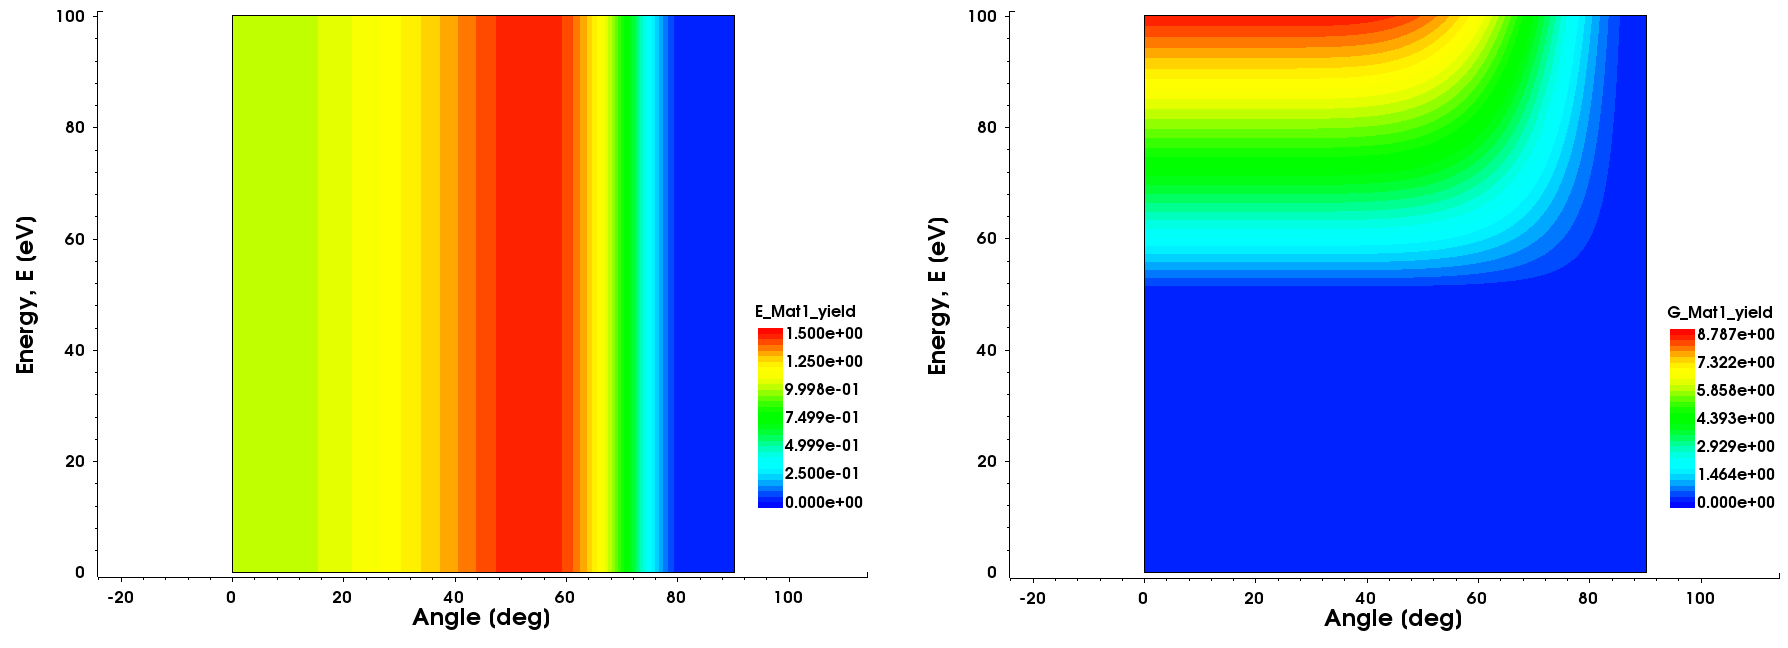 100
80
60
40
20
0
Energy, E (eV)
-20 0 20 40 60 80 100
Angle (deg)
E_Mat1_yield
1.500e+00
1.250e+00
9.998e-01
7.499e-01
4.999e-01
2.500e-01
0.000e+00
100
80
60
40
20
0
Energy, E (eV)
-20 0 20 40 60 80 100
Angle (deg)
G_Mat1_yield
8.787e+00
7.322e+00
5.858e+00
4.393e+00
2.929e+00
1.464e+00
0.000e+00